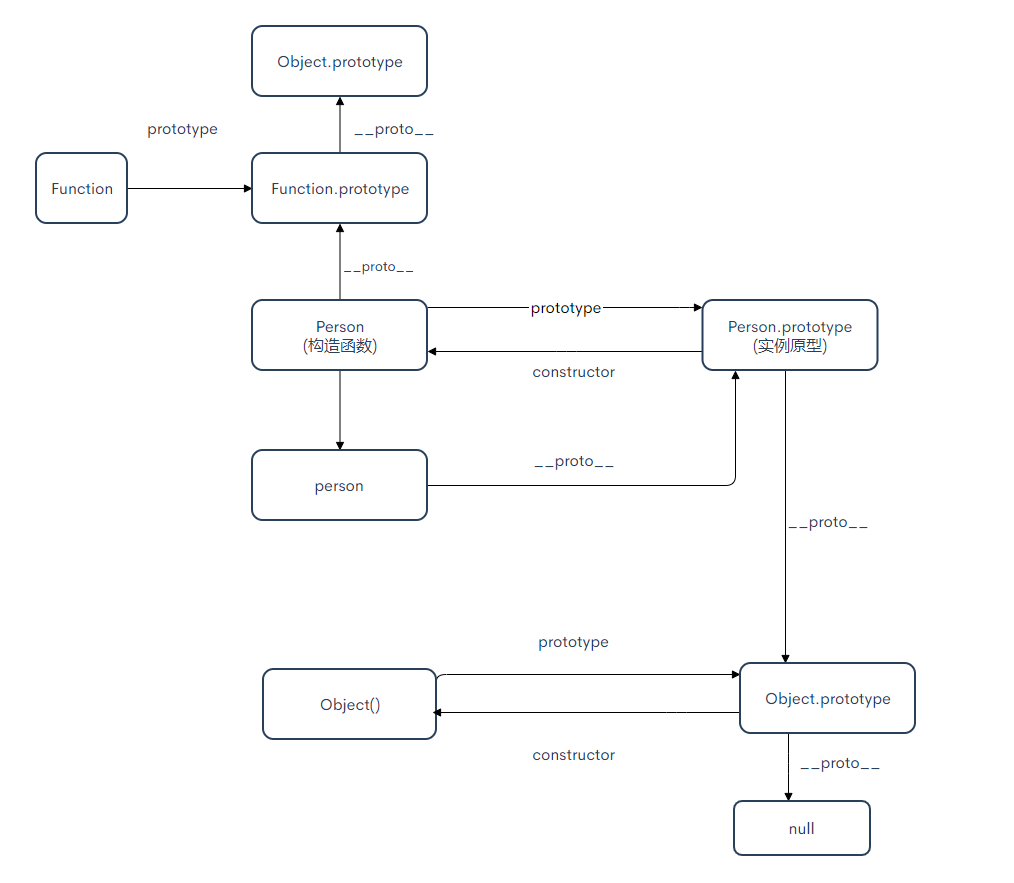 Object.prototype
prototype
__proto__
Function
Function.prototype
__proto__
prototype
Person
(构造函数)
Person.prototype
(实例原型)
constructor
__proto__
person
__proto__
prototype
Object()
Object.prototype
constructor
__proto__
null